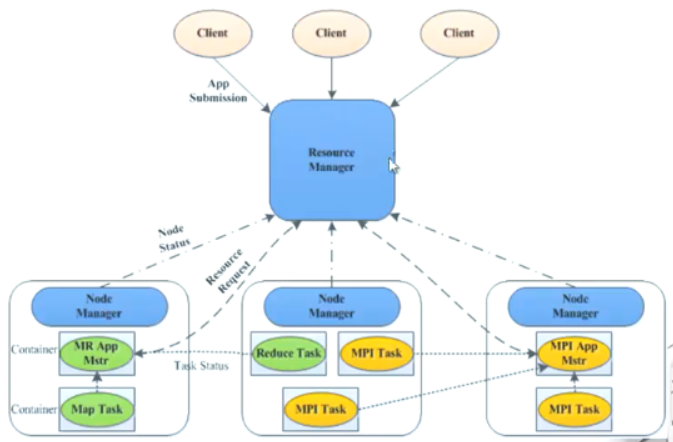 Client
Client
Client
App
Submission
Resource
Manager
Node
Status
Resource
Request
Node
Manager
Node
Manager
Node
Manager
Container
MR App
Mstr
Task Status
Reduce Task
MPI Task
MPI App
Mstr
Container
Map Task
MPI Task
MPI Task